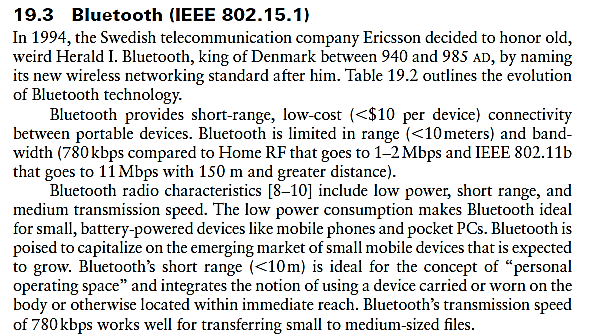 19.3 Bluetooth (IEEE 802.15.1)
In 1994, the Swedish telecommunication company Ericsson decided to honor old,
weird Herald I. Bluetooth, king of Denmark between 940 and 985 AD, by naming
its new wireless networking standard after him. Table 19.2 outlines the evolution
of Bluetooth technology.
Bluetooth provides short-range, low-cost (<$10 per device) connectivity
between portable devices. Bluetooth is limited in range (<10 meters) and band-
width (780 kbps compared to Home RF that goes to 1–2 Mbps and IEEE 802.11b
that goes to 11 Mbps with 150 m and greater distance).
Bluetooth radio characteristics [8–10] include low power, short range, and
medium transmission speed. The low power consumption makes Bluetooth ideal
for small, battery-powered devices like mobile phones and pocket PCs. Bluetooth is
poised to capitalize on the emerging market of small mobile devices that is expected
to grow. Bluetooth's short range (<10 m) is ideal for the concept of “personal
operating space” and integrates the notion of using a device carried or worn on the
body or otherwise located within immediate reach. Bluetooth's transmission speed
of 780 kbps works well for transferring small to medium-sized files.